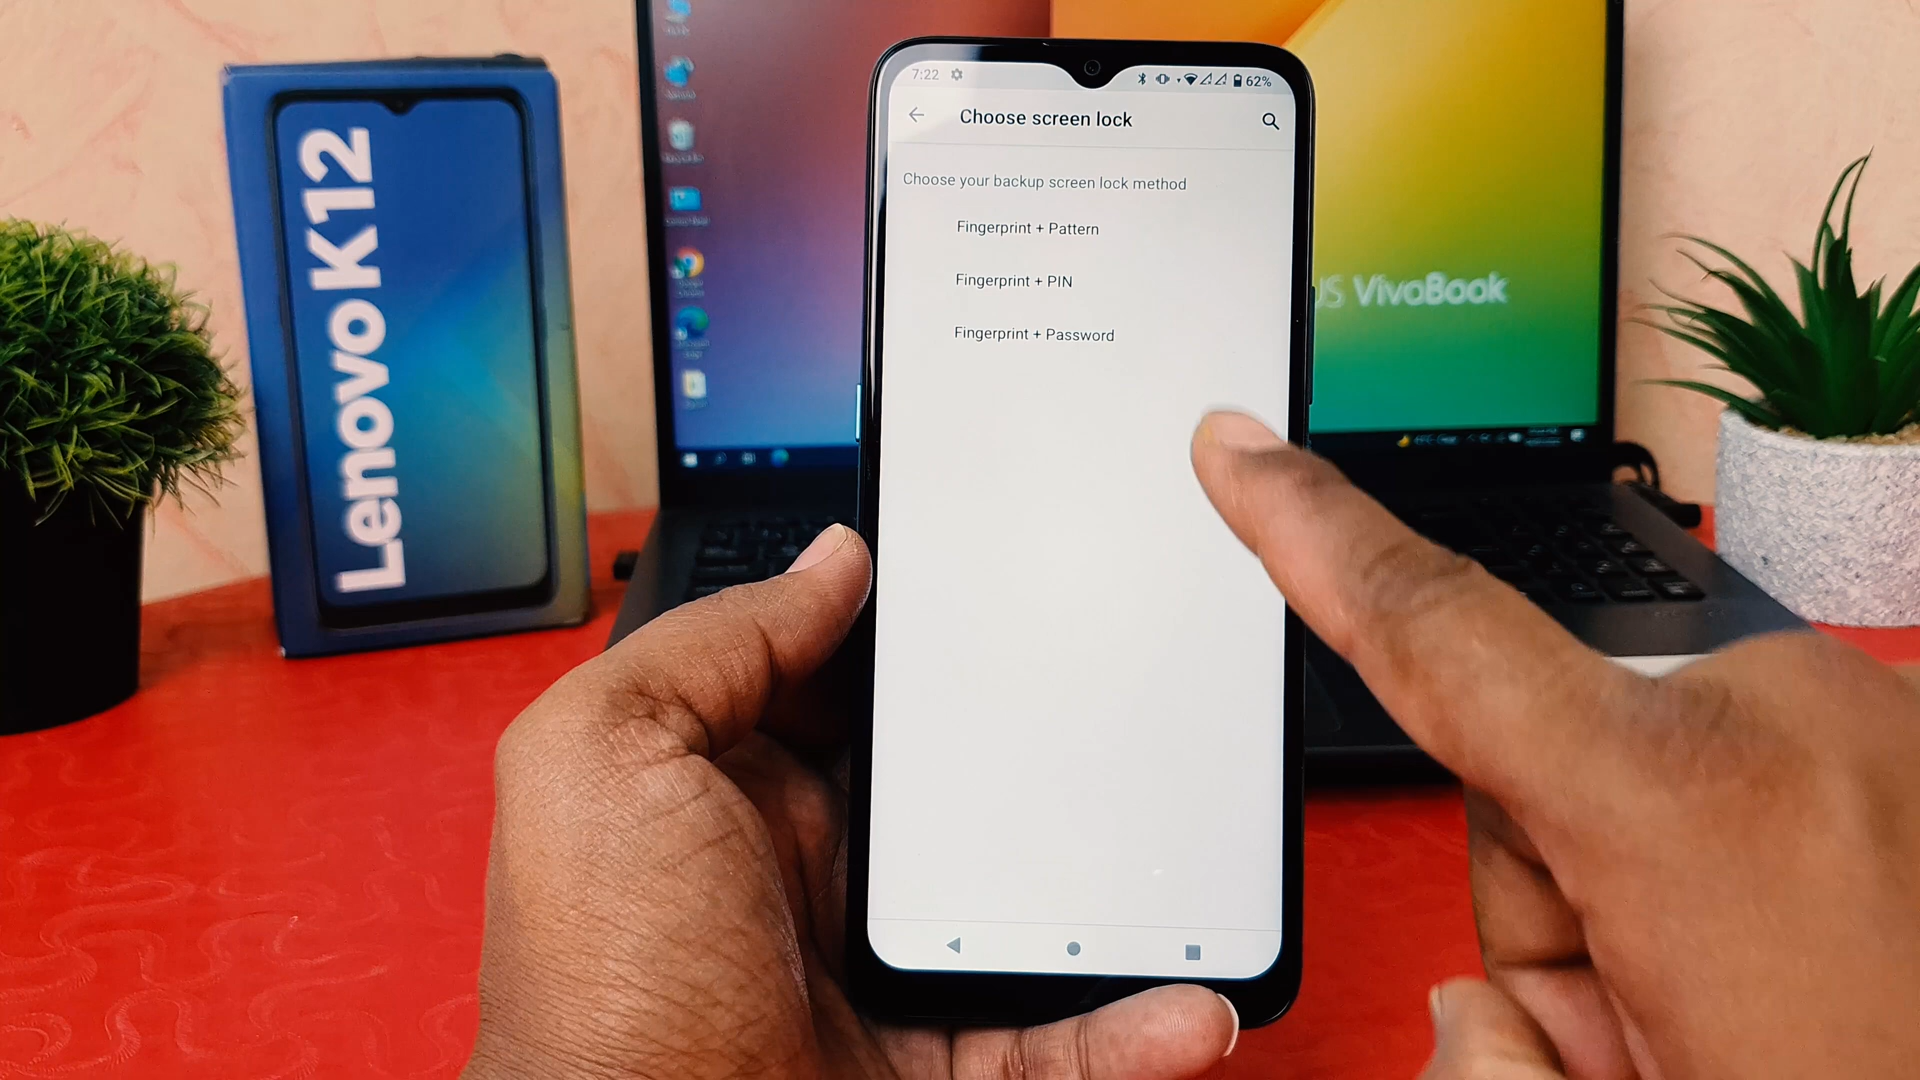 Lenovo K12
7:22
62%
Choose screen lock
Choose your backup screen lock method
Fingerprint + Pattern
Fingerprint + PIN
Fingerprint + Password
US VivoBook